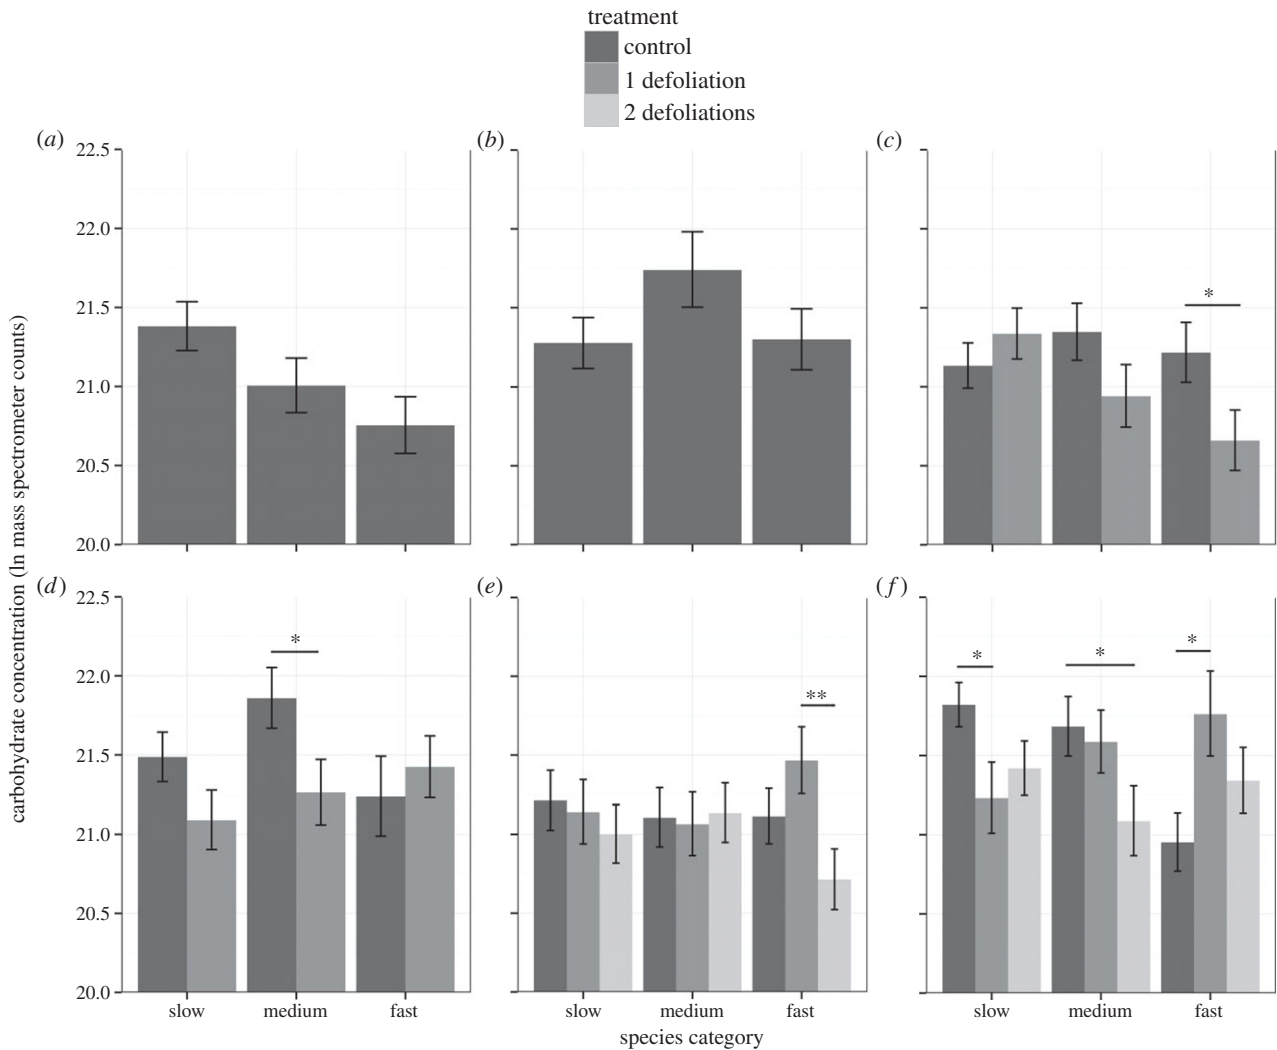 treatment
control
1 defoliation
2 defoliations
(a)
(b)
(c)
22.5
22.0
21.5
21.0
20.5
20.0
*
carbohydrate concentration (ln mass spectrometer counts)
(d)
(e)
(f)
22.5
22.0
21.5
21.0
20.5
20.0
*
**
*
*
*
slow medium fast
slow medium fast
slow medium fast
species category